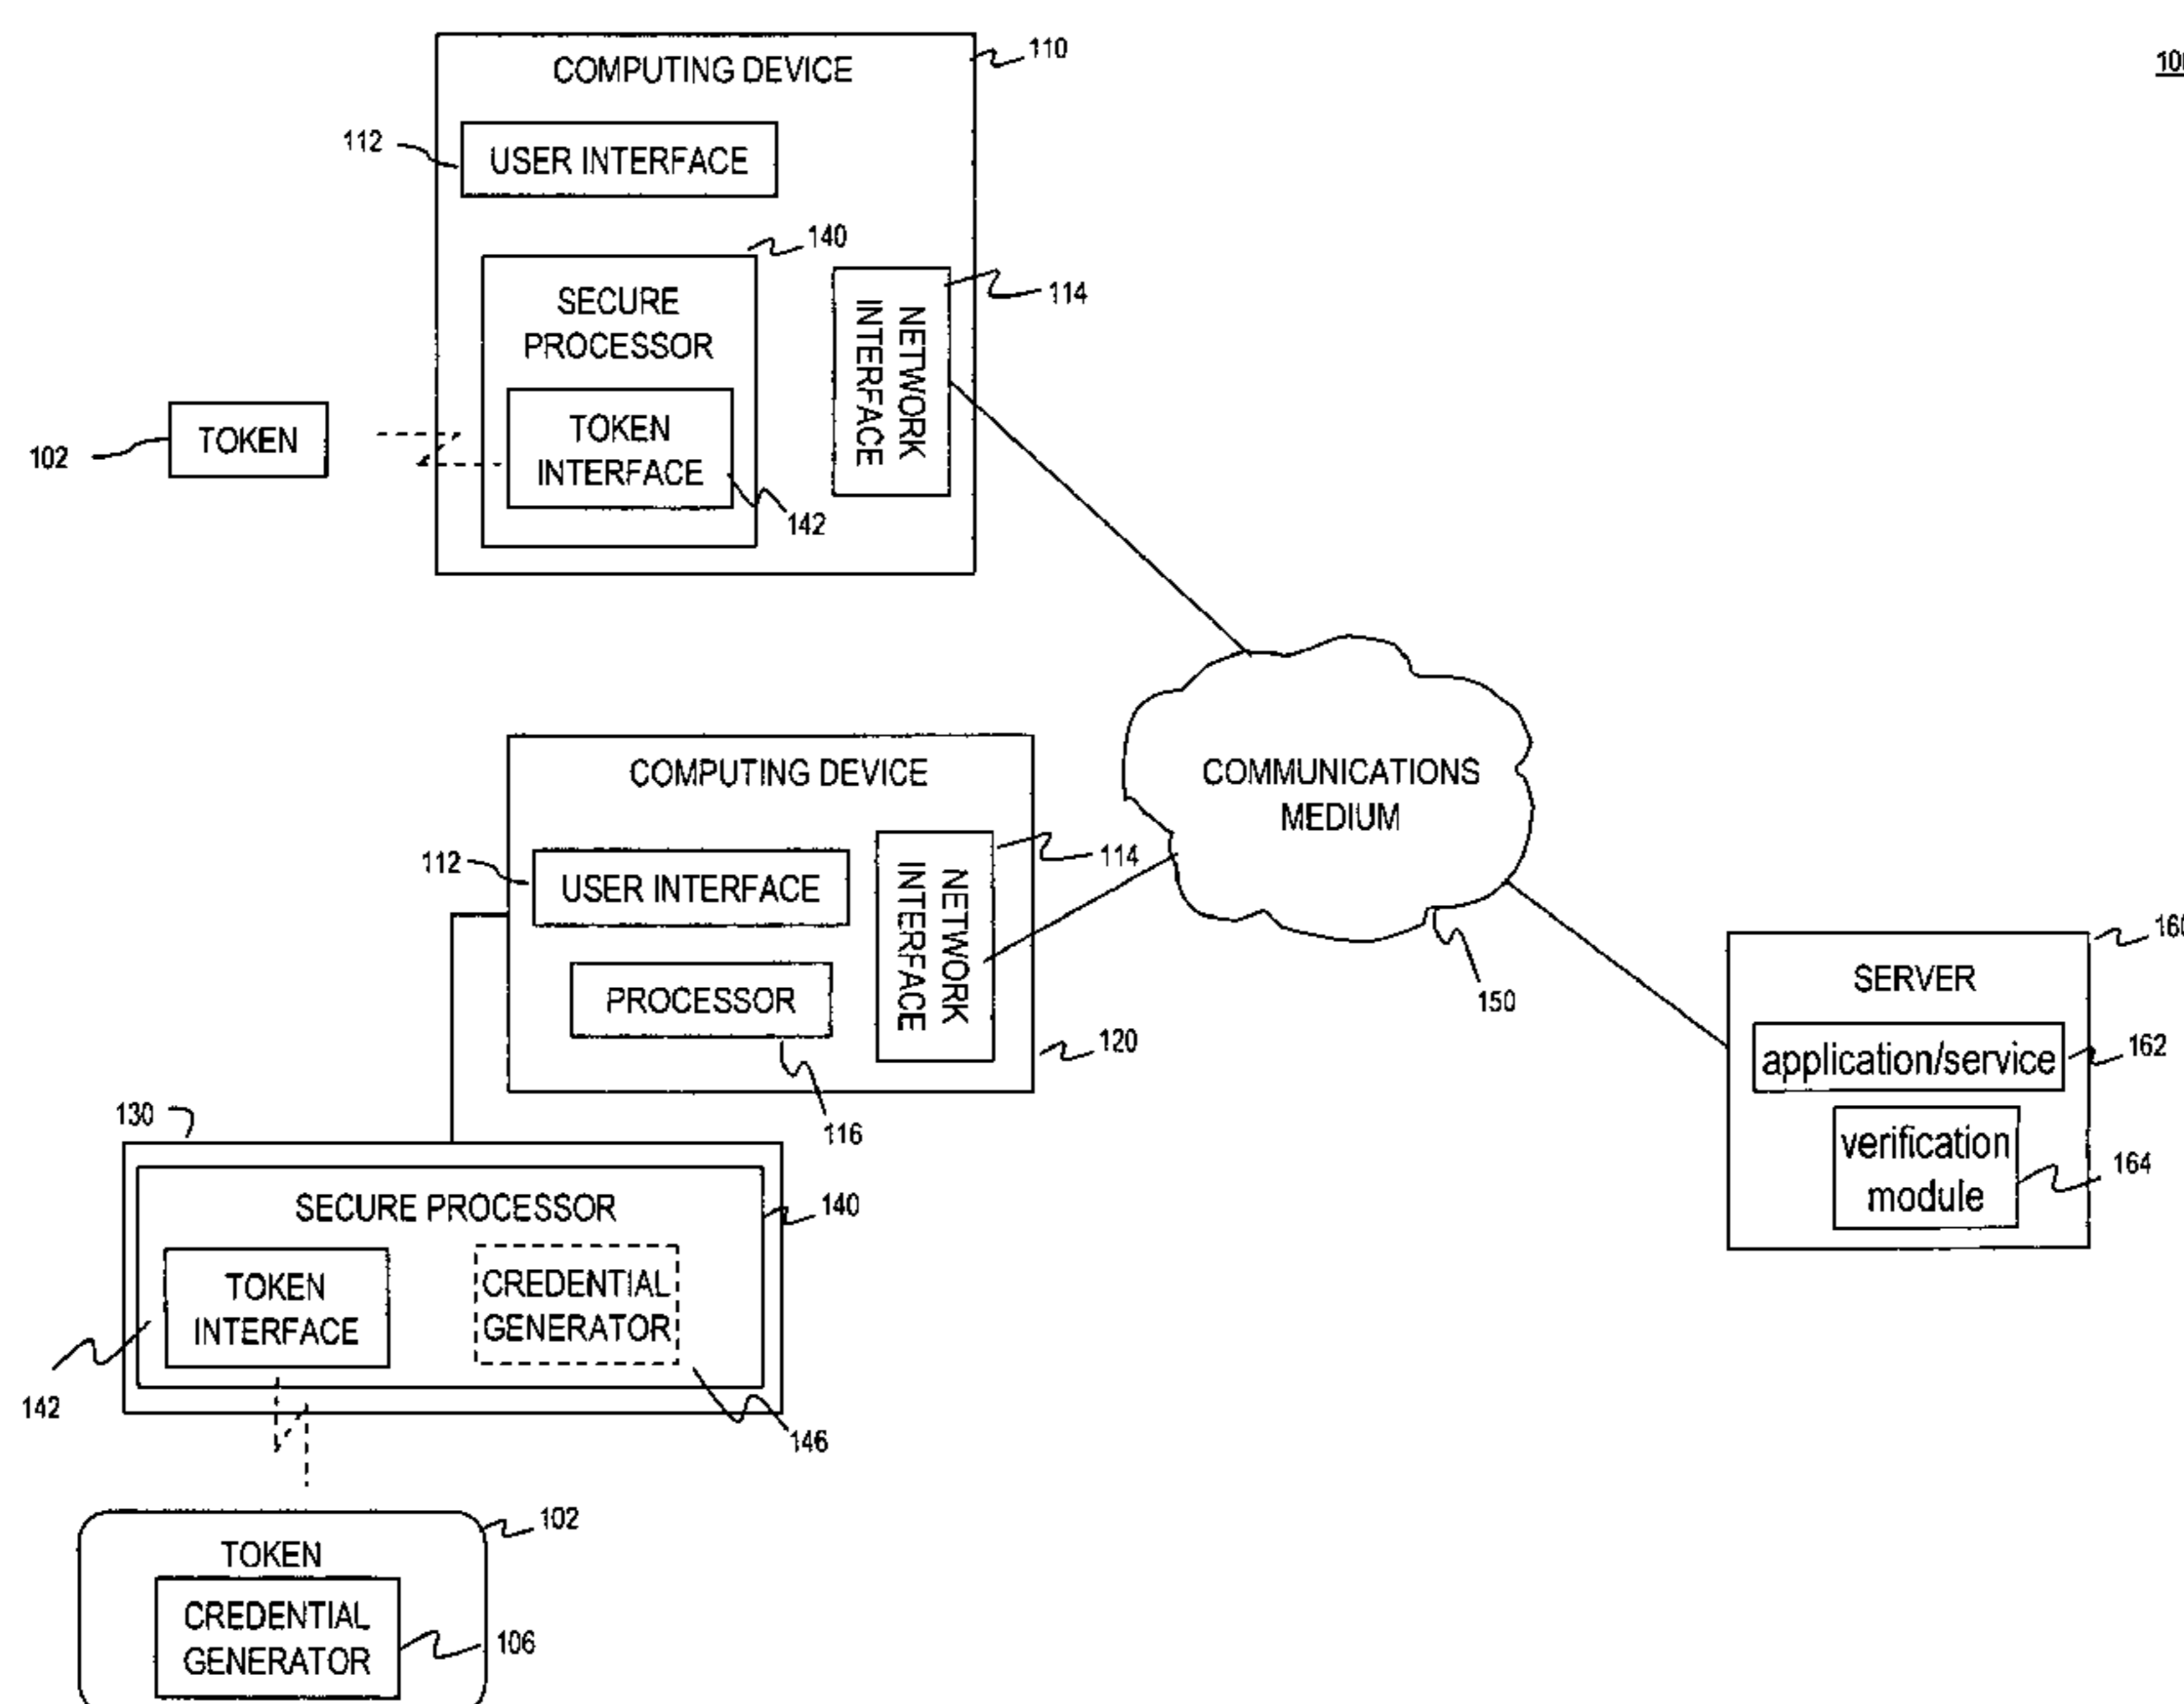 COMPUTING DEVICE
110
112
USER INTERFACE
140
SECURE
PROCESSOR
TOKEN
INTERFACE
142
NETWORK
INTERFACE
114
102
TOKEN
COMMUNICATIONS
MEDIUM
150
COMPUTING DEVICE
112
USER INTERFACE
PROCESSOR
116
NETWORK
INTERFACE
114
120
SERVER
application/service
162
verification
module
164
130
SECURE PROCESSOR
140
TOKEN
INTERFACE
142
CREDENTIAL
GENERATOR
146
TOKEN
102
CREDENTIAL
GENERATOR
106